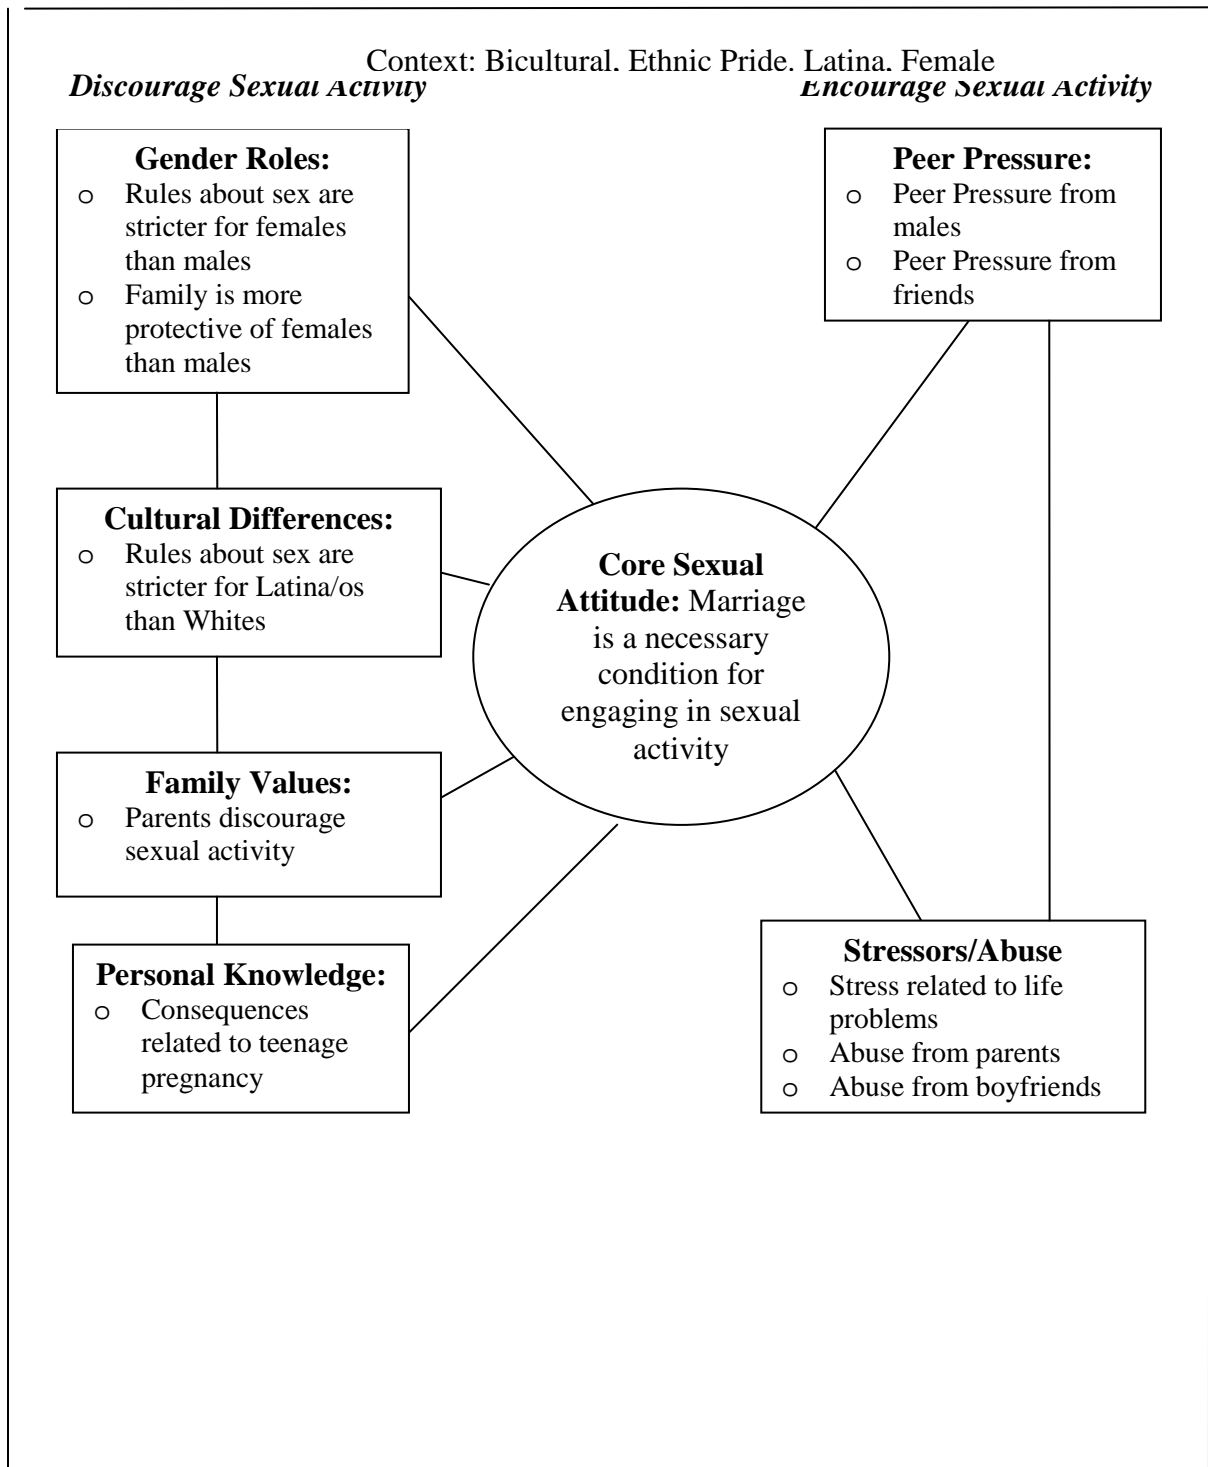 Context: Bicultural, Ethnic Pride, Latina, Female
Discourage Sexual Activity
Encourage Sexual Activity
Gender Roles:
o Rules about sex are
stricter for females
than males
o Family is more
protective of females
than males
Peer Pressure:
o Peer Pressure from
males
o Peer Pressure from
friends
Cultural Differences:
o Rules about sex are
stricter for Latina/os
than Whites
Core Sexual
Attitude: Marriage
is a necessary
condition for
engaging in sexual
activity
Family Values:
o Parents discourage
sexual activity
Personal Knowledge:
o Consequences
related to teenage
pregnancy
Stressors/Abuse
o Stress related to life
problems
o Abuse from parents
o Abuse from boyfriends